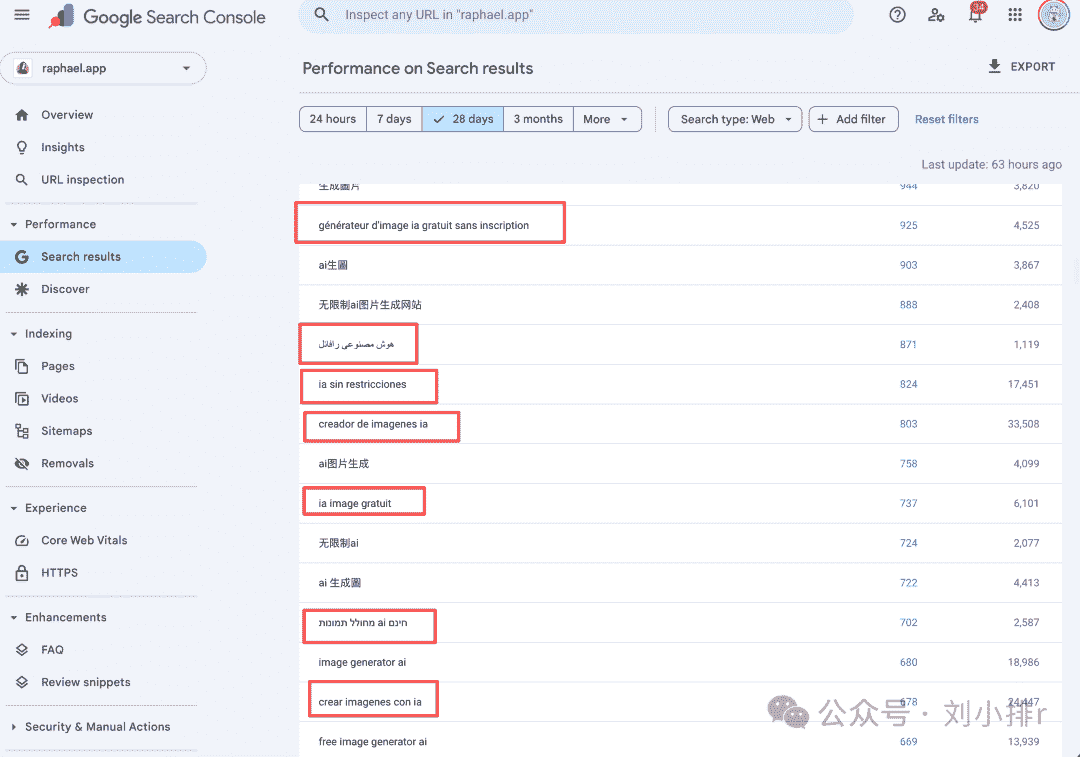 Google Search Console
Inspect any URL in "raphael.app"
34
raphael.app
Performance on Search results
EXPORT
Overview
Insights
URL inspection
Performance
Search results
Discover
Indexing
Pages
Videos
Sitemaps
Removals
Experience
Core Web Vitals
HTTPS
Enhancements
FAQ
Review snippets
Security & Manual Actions
24 hours 7 days 28 days 3 months More Search type: Web Add filter Reset filters
Last update: 63 hours ago
生成圖片 944 3,820
générateur d'image ia gratuit sans inscription 925 4,525
ai生圖 903 3,867
无限制ai图片生成网站 888 2,408
هوش مصنوعی رافائل 871 1,119
ia sin restricciones 824 17,451
creador de imagenes ia 803 33,508
ai图片生成 758 4,099
ia image gratuit 737 6,101
无限制ai 724 2,077
ai 生成圖 722 4,413
מחולל תמונות ai חינם 702 2,587
image generator ai 680 18,986
crear imagenes con ia 678 24,447
free image generator ai 669 13,939
公众号 · 刘小排r